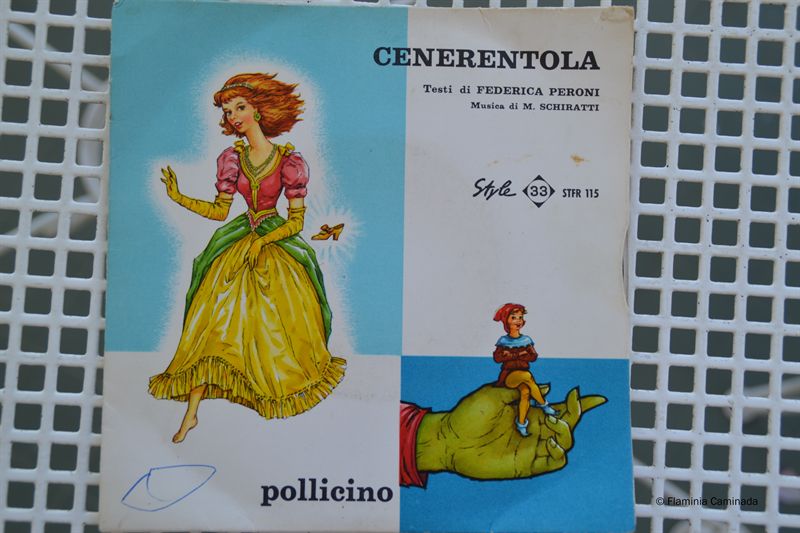 CENERENTOLA
Testi di FEDERICA PERONI
Musica di M. SCHIRATTI
Style 33 STFR 115
pollicino
© Flaminia Caminada